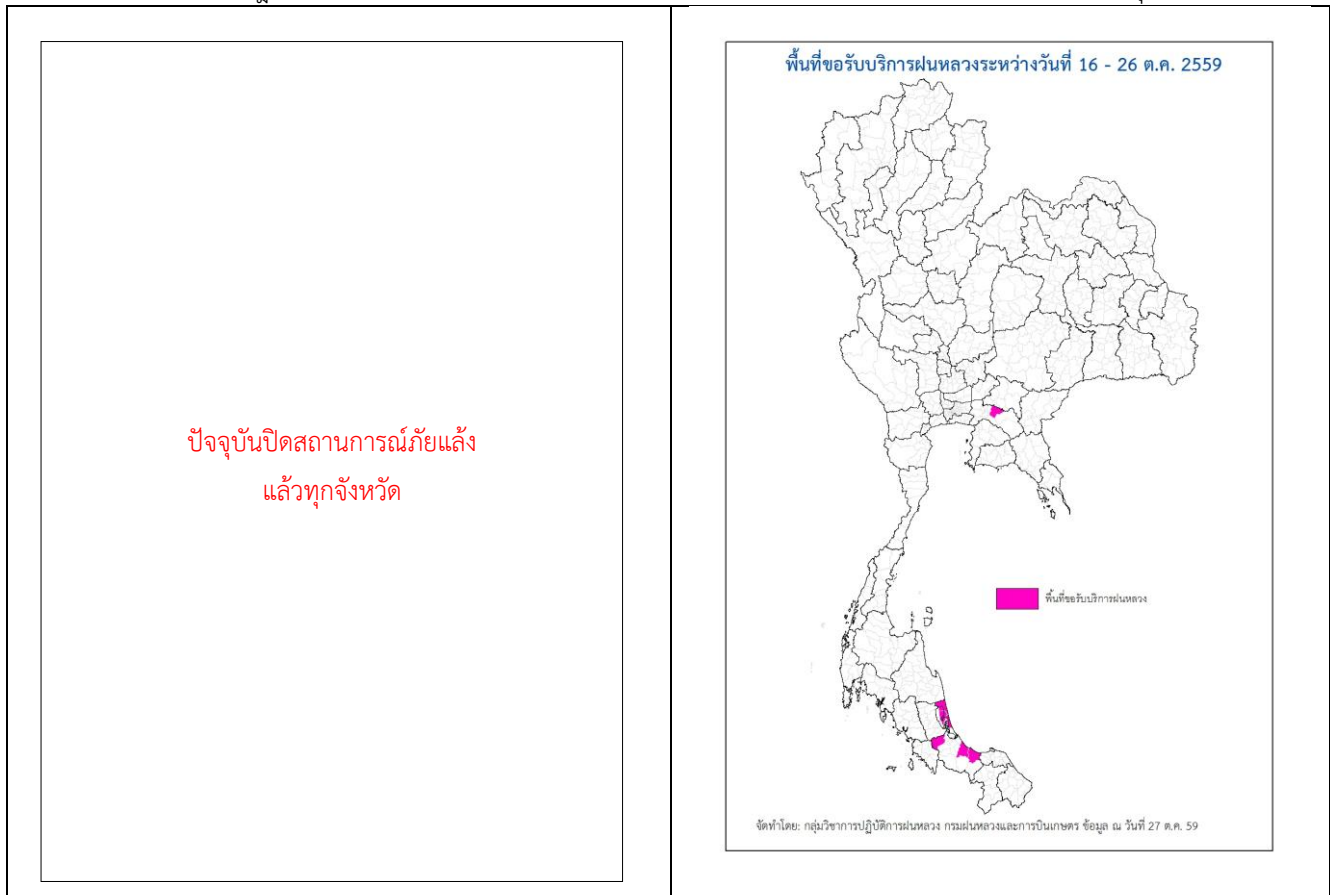 ปัจจุบันปิดสถานการณ์ภัยแล้ง
แล้วทุกจังหวัด
พื้นที่ขอรับบริการฝนหลวงระหว่างวันที่ 16 - 26 ต.ค. 2559
พื้นที่ขอรับบริการฝนหลวง
จัดทำโดย: กลุ่มวิชาการปฏิบัติการฝนหลวง กรมฝนหลวงและการบินเกษตร ข้อมูล ณ วันที่ 27 ต.ค. 59